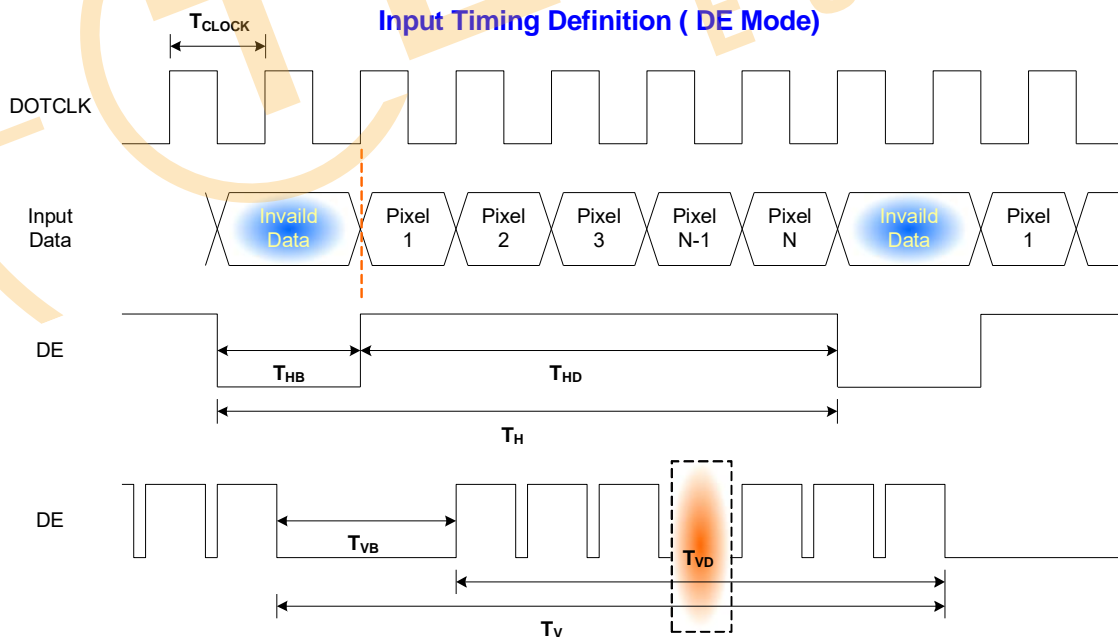 Input Timing Definition ( DE Mode)
TCLOCK
DOTCLK
Input
Data
Invaild
Data
Pixel
1
Pixel
2
Pixel
3
Pixel
N-1
Pixel
N
Invaild
Data
Pixel
1
DE
THB
THD
TH
DE
TVB
TVD
TV